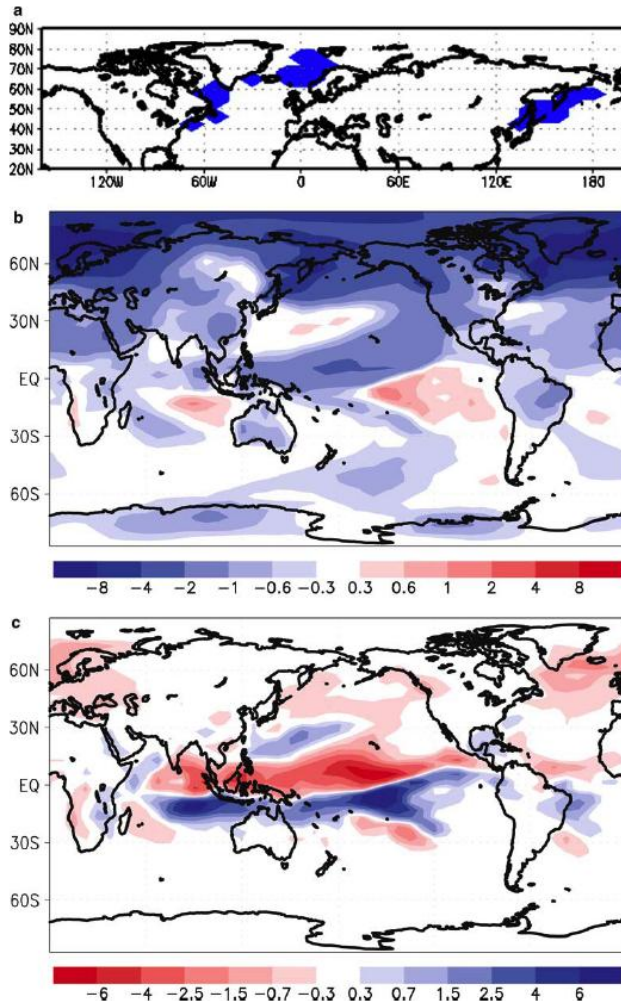 a
90N
80N
70N
60N
50N
40N
30N
20N
120W 60W 0 60E 120E 180
b
60N
30N
EQ
30S
60S
-8 -4 -2 -1 -0.6 -0.3 0.3 0.6 1 2 4 8
c
60N
30N
EQ
30S
60S
-6 -4 -2.5 -1.5 -0.7 -0.3 0.3 0.7 1.5 2.5 4 6